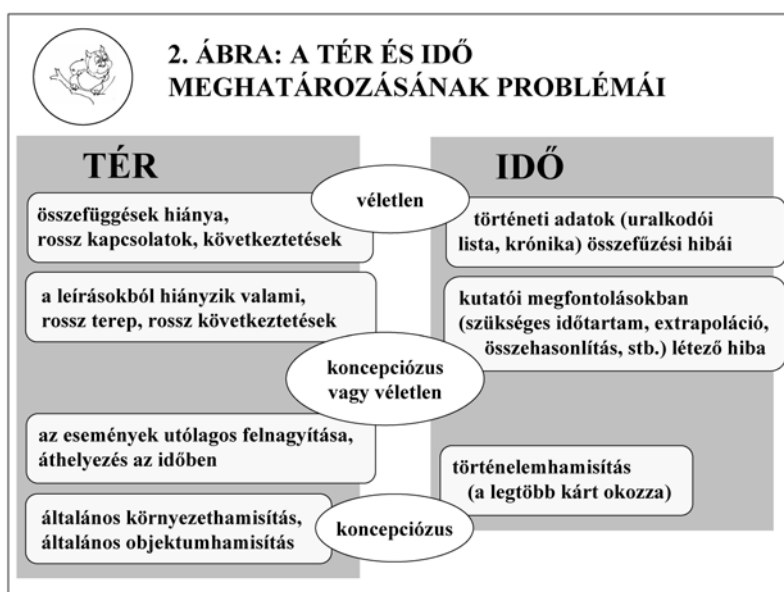 2. ÁBRA: A TÉR ÉS IDŐ
MEGHATÁROZÁSÁNAK PROBLÉMÁI
TÉR
IDŐ
véletlen
összefüggések hiánya,
rossz kapcsolatok, következtetések
történeti adatok (uralkodói
lista, krónika) összefűzési hibái
a leírásokból hiányzik valami,
rossz terep, rossz következtetések
kutatói megfontolásokban
(szükséges időtartam, extrapoláció,
összehasonlítás, stb.) létező hiba
koncepciózus
vagy véletlen
az események utólagos felnagyítása,
áthelyezés az időben
történelemhamisítás
(a legtöbb kárt okozza)
általános környezethamisítás,
általános objektumhamisítás
koncepciózus